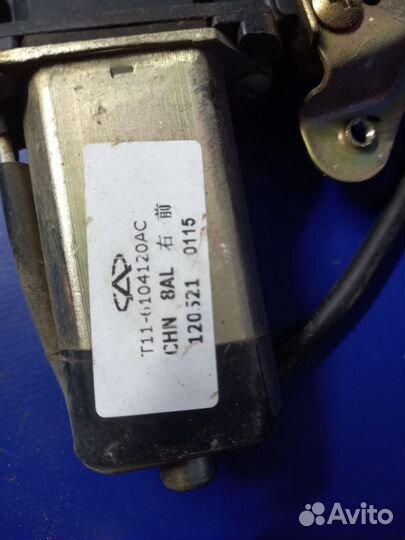 T11-6104120AC
CHN 8AL 右 前
120521 0115
Avito